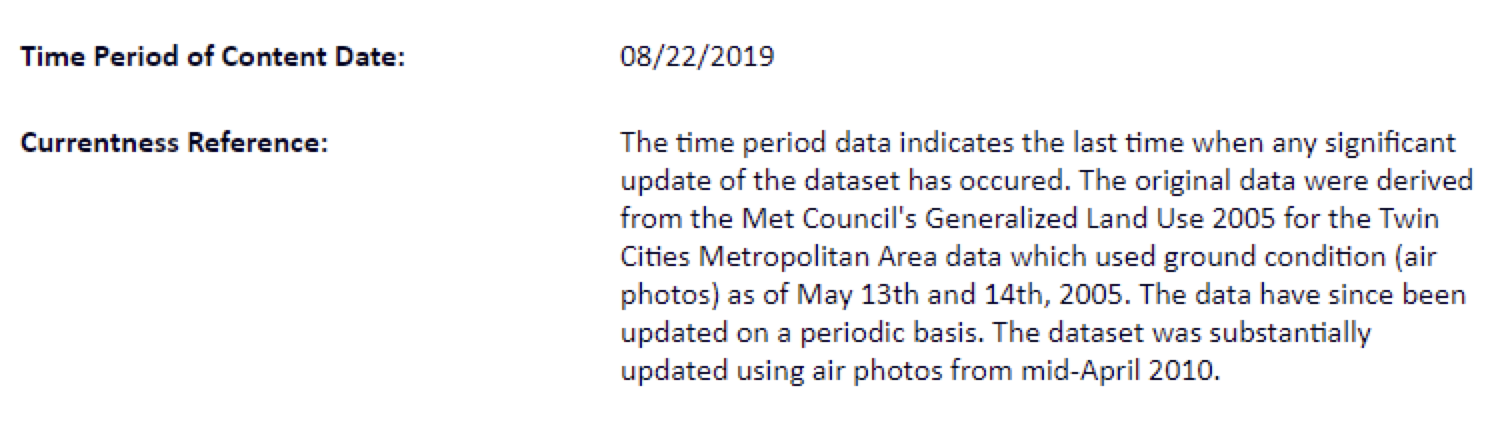 Time Period of Content Date: 08/22/2019
Currentness Reference: The time period data indicates the last time when any significant
update of the dataset has occured. The original data were derived
from the Met Council's Generalized Land Use 2005 for the Twin
Cities Metropolitan Area data which used ground condition (air
photos) as of May 13th and 14th, 2005. The data have since been
updated on a periodic basis. The dataset was substantially
updated using air photos from mid-April 2010.